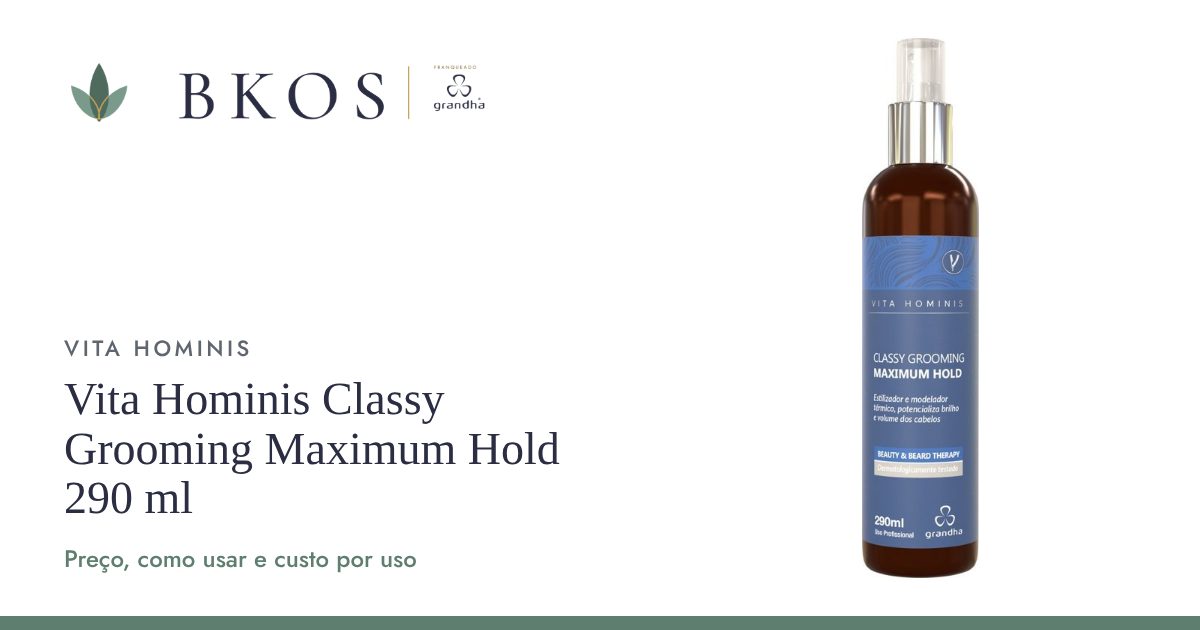 BKOS
FRANQUEADO
grandha
VITA HOMINIS
Vita Hominis Classy
Grooming Maximum Hold
290 ml
Preço, como usar e custo por uso
VITA HOMINIS
CLASSY GROOMING
MAXIMUM HOLD
Estilizador e modelador
térmico, potencializa brilho
e volume dos cabelos
BEAUTY & BEARD THERAPY
Dermatologicamente testado
290ml
Uso Profissional
grandha